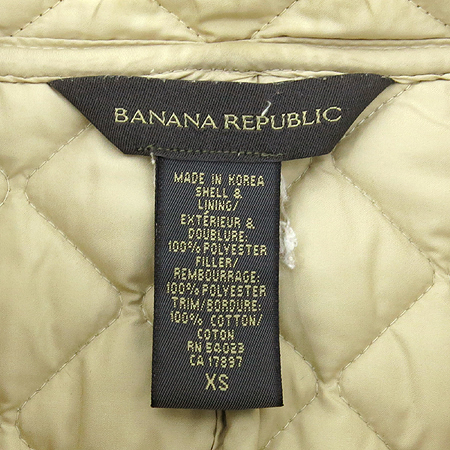 BANANA REPUBLIC
MADE IN KOREA
SHELL &
LINING/
EXTÉRIEUR &
DOUBLURE:
100% POLYESTER
FILLER/
REMBOURRAGE:
100% POLYESTER
TRIM/BORDURE:
100% COTTON/
COTON
RN 54023
CA 17897
XS